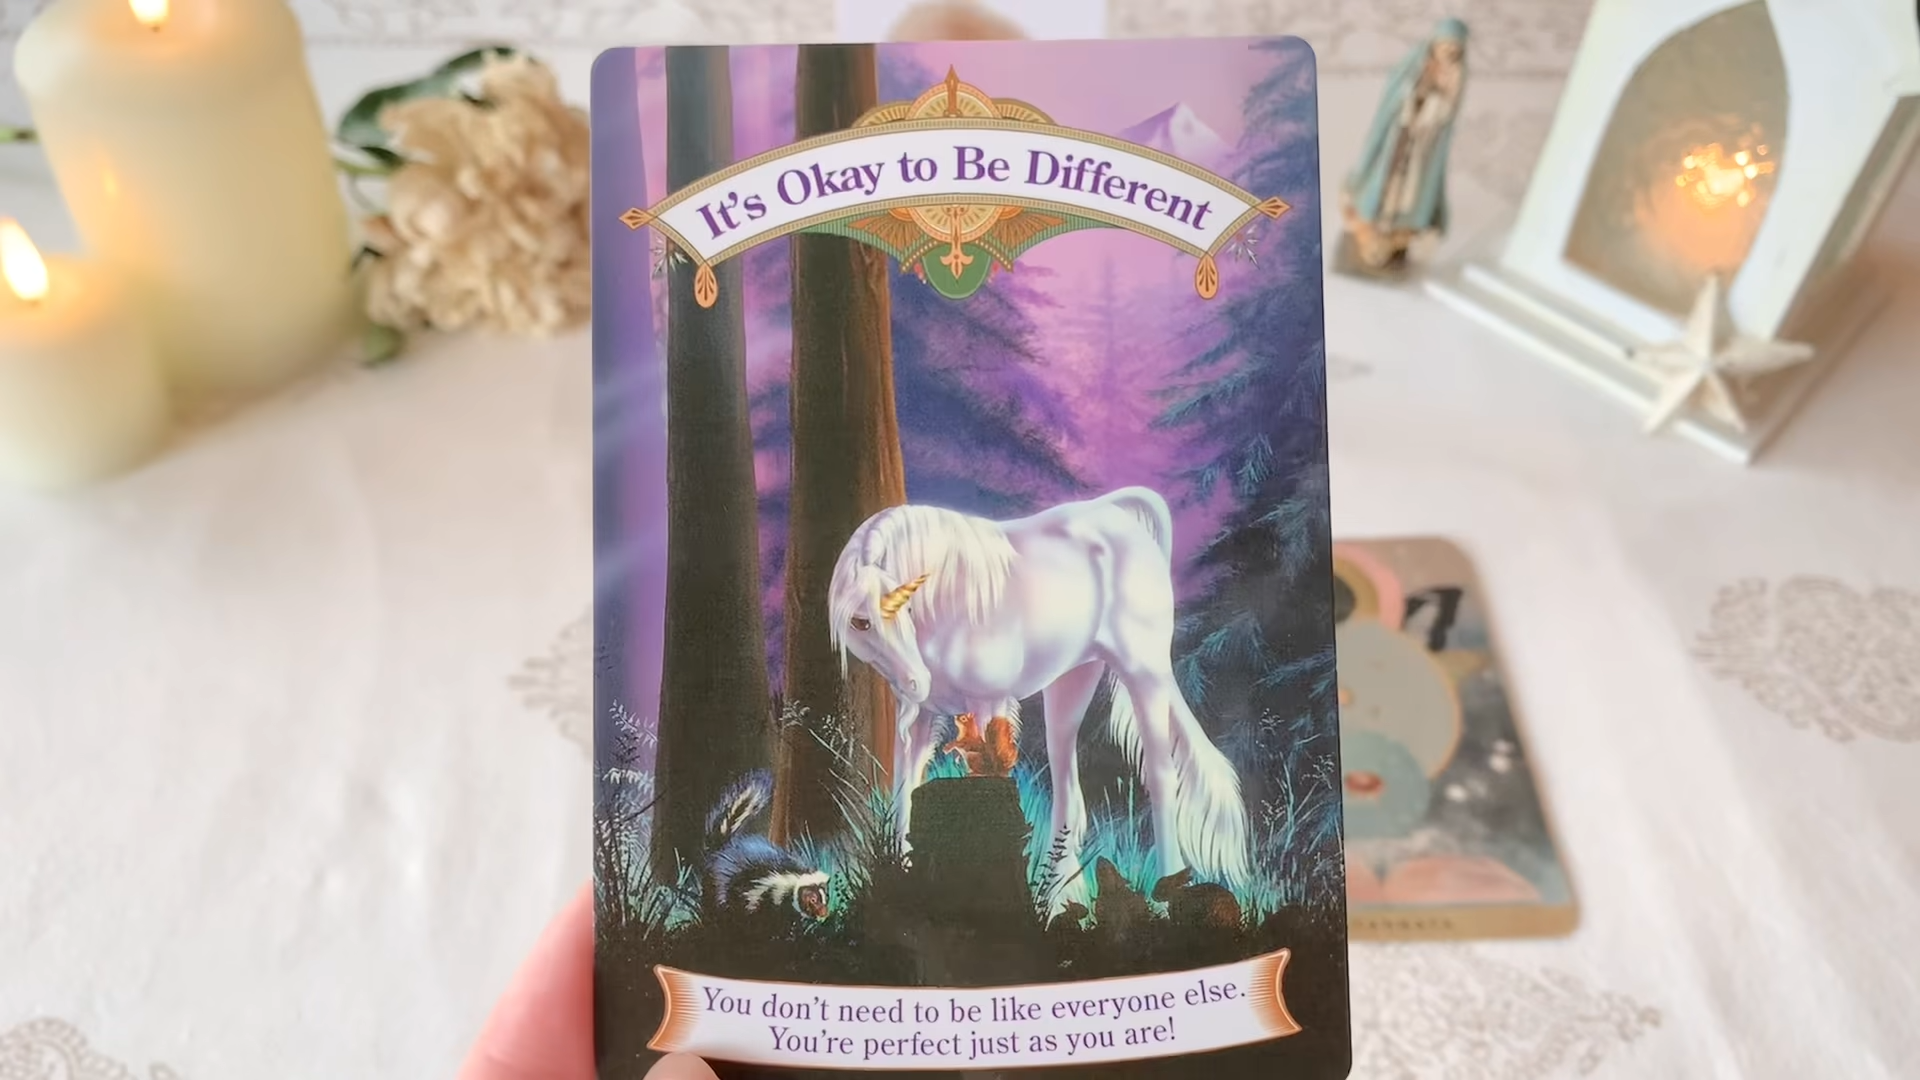 It's Okay to Be Different
You don't need to be like everyone else.
You're perfect just as you are!